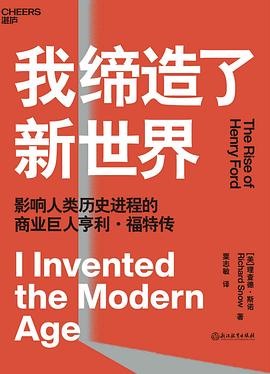 CHEERS
湛庐
我缔造了
新世界
The Rise of
Henry Ford
影响人类历史进程的
商业巨人亨利·福特传
I Invented
the Modern
Age
[美]理查德·斯诺
Richard Snow 著
栗志敏 译
浙江教育出版社